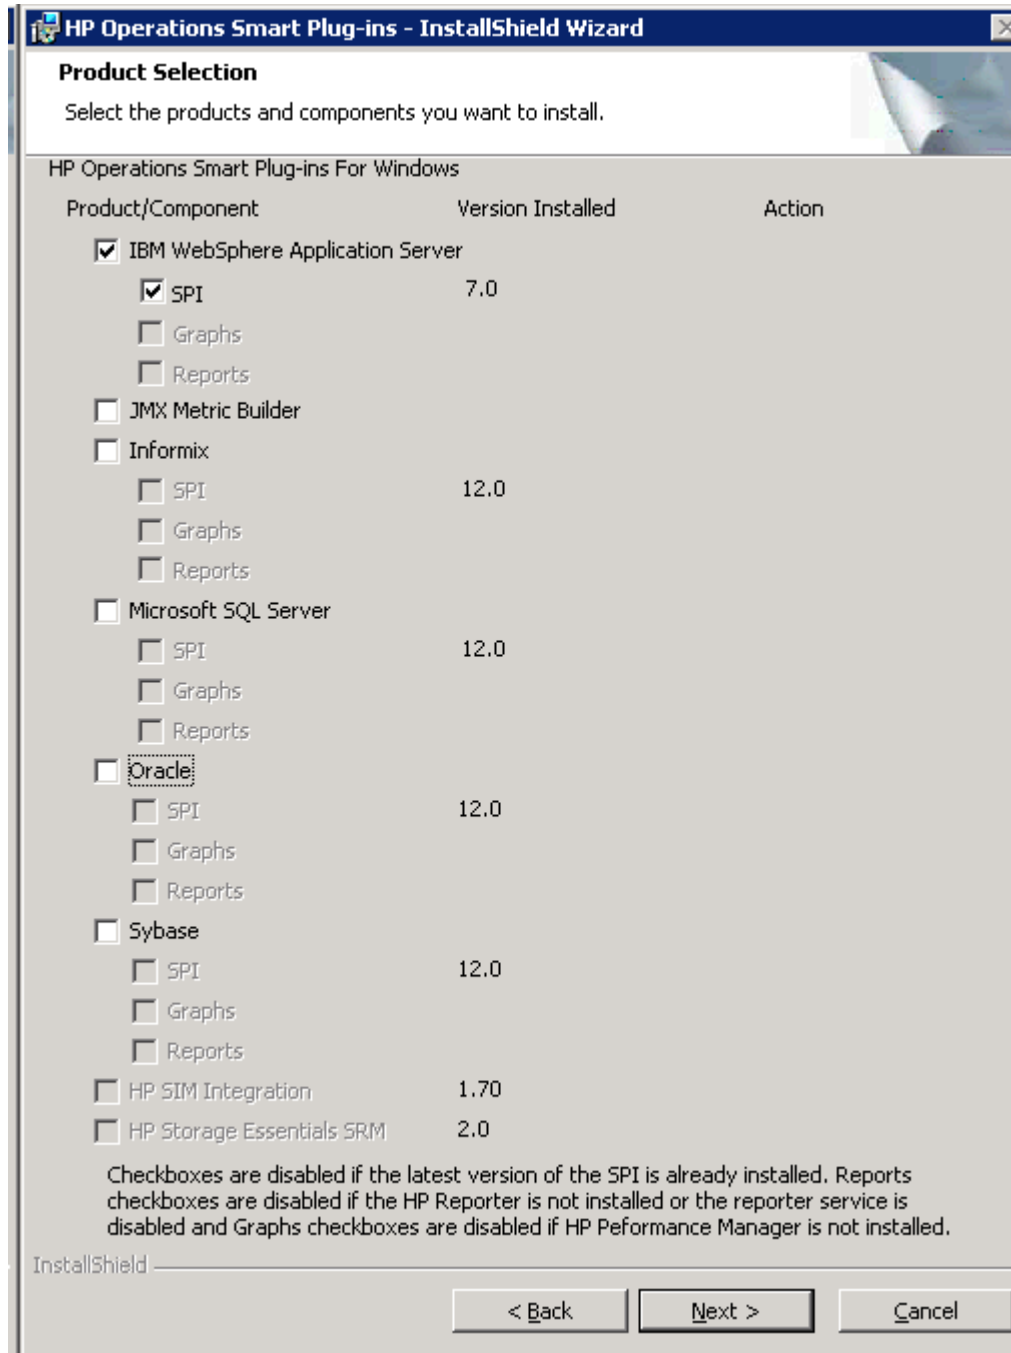 HP Operations Smart Plug-ins - InstallShield Wizard
Product Selection
Select the products and components you want to install.
HP Operations Smart Plug-ins For Windows
Product/Component Version Installed Action
IBM WebSphere Application Server
SPI 7.0
Graphs
Reports
JMX Metric Builder
Informix
SPI 12.0
Graphs
Reports
Microsoft SQL Server
SPI 12.0
Graphs
Reports
Oracle
SPI 12.0
Graphs
Reports
Sybase
SPI 12.0
Graphs
Reports
HP SIM Integration 1.70
HP Storage Essentials SRM 2.0
Checkboxes are disabled if the latest version of the SPI is already installed. Reports
checkboxes are disabled if the HP Reporter is not installed or the reporter service is
disabled and Graphs checkboxes are disabled if HP Peformance Manager is not installed.
InstallShield
< Back Next > Cancel